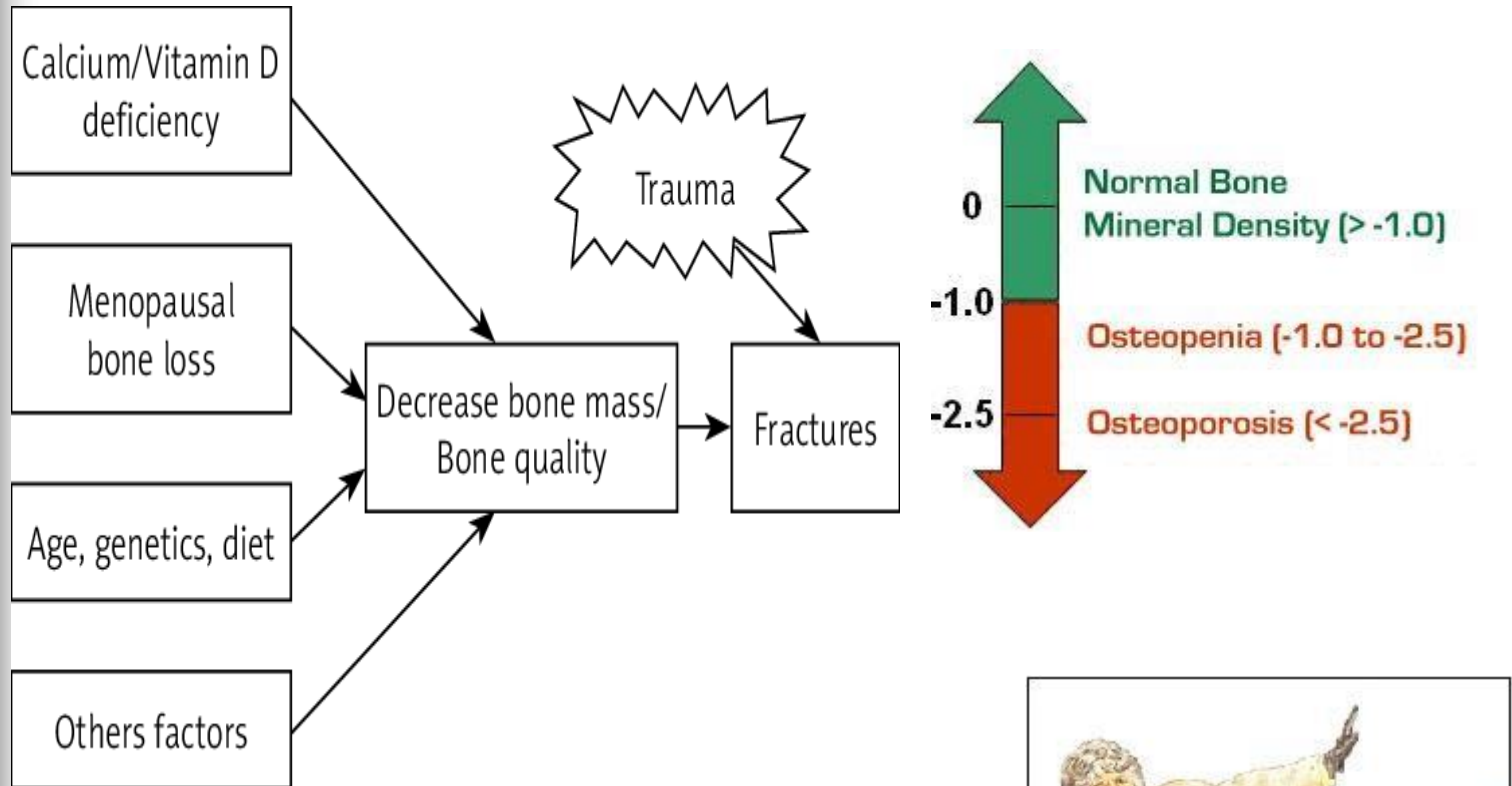 Calcium/Vitamin D
deficiency
Menopausal
bone loss
Age, genetics, diet
Others factors
Trauma
Decrease bone mass/
Bone quality
Fractures
0
-1.0
-2.5
Normal Bone
Mineral Density (> -1.0)
Osteopenia (-1.0 to -2.5)
Osteoporosis (< -2.5)